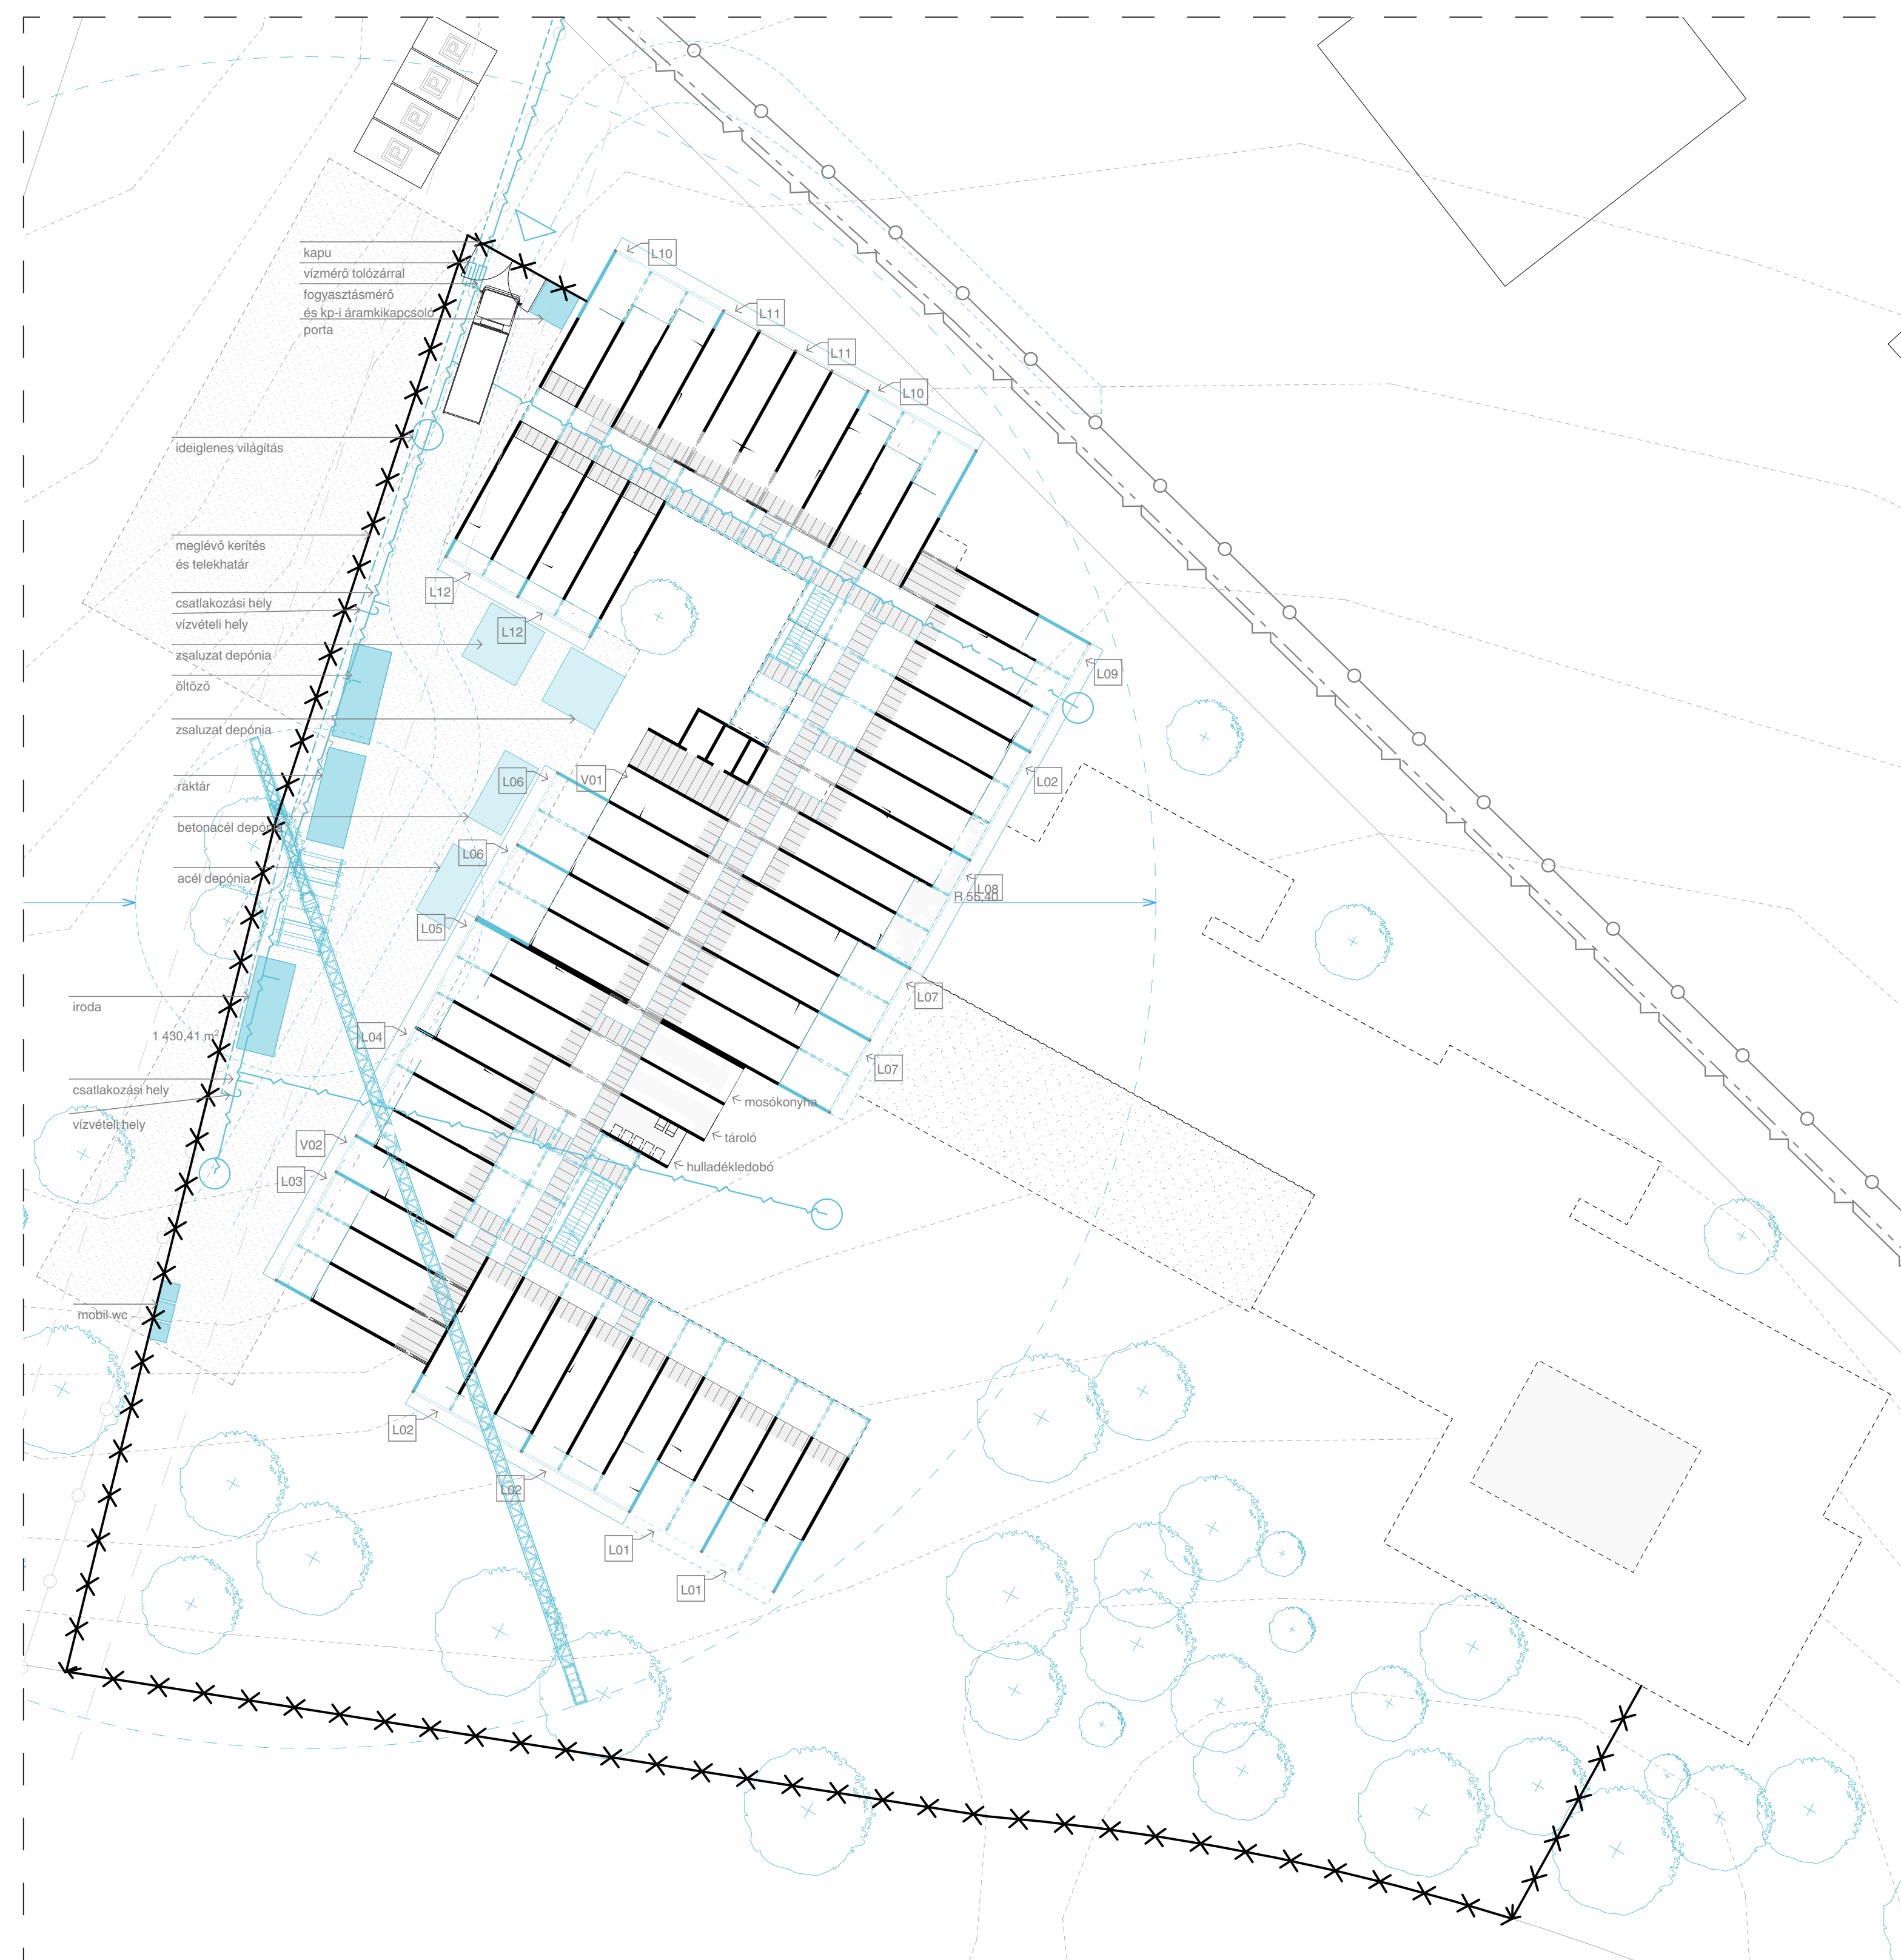 P
P
P
P
kapu
vízmérő tolózárral
fogyasztásmérő
és kp-i áramkikapcsoló
porta
L10
L11
L11
L10
ideiglenes világítás
meglévő kerítés
és telekhatár
csatlakozási hely
vízvételi hely
L12
L12
zsaluzat depónia
öltöző
L09
zsaluzat depónia
L06
V01
L02
raktár
betonacél depónia
L06
acél depónia
L08
R 55,40
L05
L07
iroda
1 430,41 m²
L04
L07
csatlakozási hely
mosókonyha
vízvételi hely
tároló
V02
hulladékledobó
L03
mobil wc
L02
L02
L01
L01